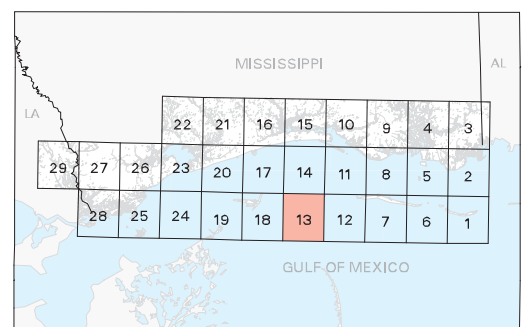 MISSISSIPPI
AL
LA
22 21 16 15 10 9 4 3
29 27 26 23 20 17 14 11 8 5 2
28 25 24 19 18 13 12 7 6 1
GULF OF MEXICO